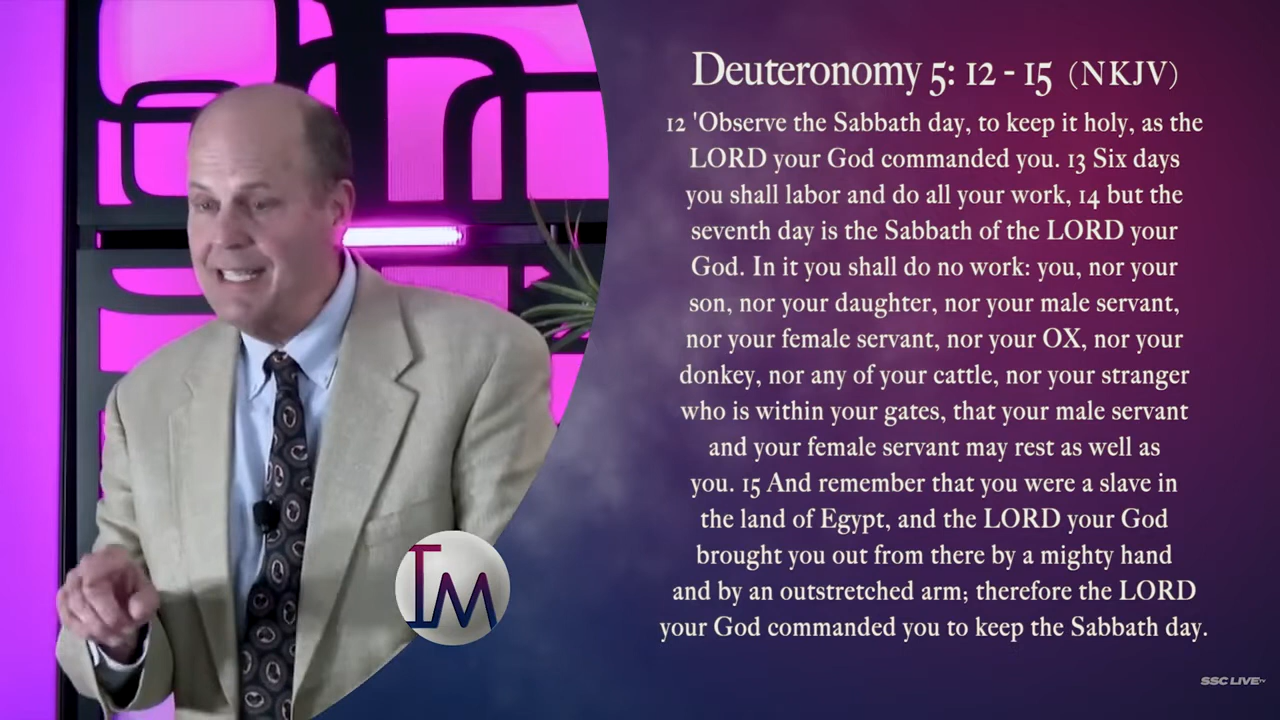 Deuteronomy 5: 12 - 15 (NKJV)
12 'Observe the Sabbath day, to keep it holy, as the
LORD your God commanded you. 13 Six days
you shall labor and do all your work, 14 but the
seventh day is the Sabbath of the LORD your
God. In it you shall do no work: you, nor your
son, nor your daughter, nor your male servant,
nor your female servant, nor your OX, nor your
donkey, nor any of your cattle, nor your stranger
who is within your gates, that your male servant
and your female servant may rest as well as
you. 15 And remember that you were a slave in
the land of Egypt, and the LORD your God
brought you out from there by a mighty hand
and by an outstretched arm; therefore the LORD
your God commanded you to keep the Sabbath day.
IM
SSC LIVE TV